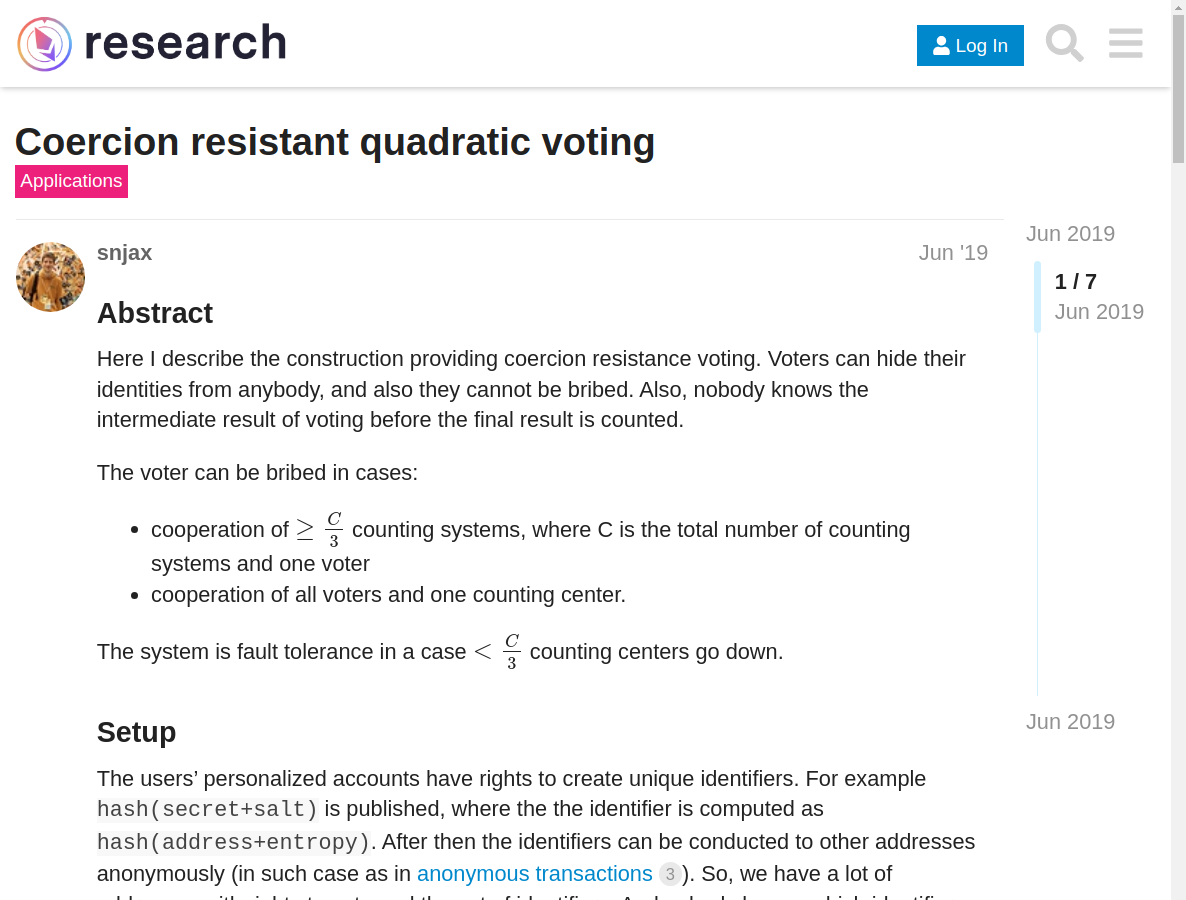 research
Log In
Coercion resistant quadratic voting
Applications
snjax
Jun '19
Jun 2019
1 / 7
Jun 2019
Abstract
Here I describe the construction providing coercion resistance voting. Voters can hide their
identities from anybody, and also they cannot be bribed. Also, nobody knows the
intermediate result of voting before the final result is counted.
The voter can be bribed in cases:
• cooperation of ≥ C/3 counting systems, where C is the total number of counting
systems and one voter
• cooperation of all voters and one counting center.
The system is fault tolerance in a case < C/3 counting centers go down.
Jun 2019
Setup
The users’ personalized accounts have rights to create unique identifiers. For example
hash(secret+salt) is published, where the the identifier is computed as
hash(address+entropy). After then the identifiers can be conducted to other addresses
anonymously (in such case as in anonymous transactions 3). So, we have a lot of